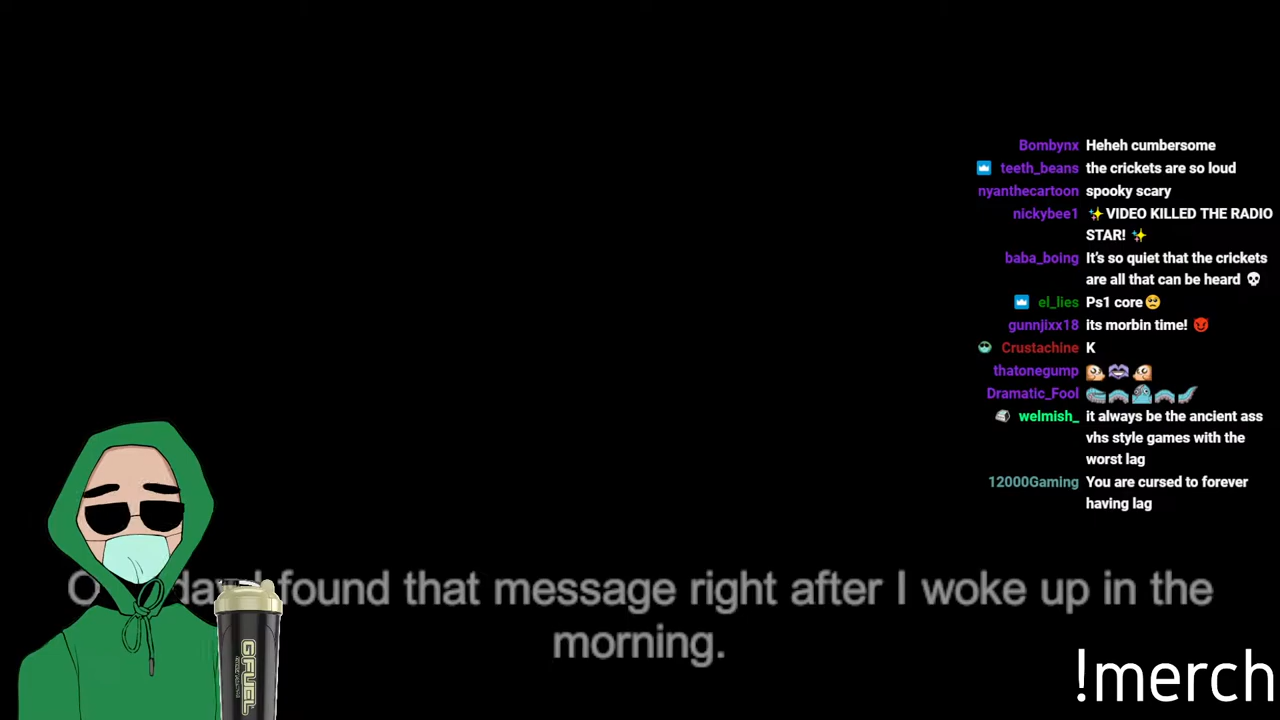 Bombynx Heheh cumbersome
teeth_beans the crickets are so loud
nyanthecartoon spooky scary
nickybee1 ✨VIDEO KILLED THE RADIO
STAR! ✨
baba_boing It’s so quiet that the crickets
are all that can be heard 💀
el_lies Ps1 core🥺
gunnjixx18 its morbin time! 😈
Crustachine K
thatonegump
Dramatic_Fool
welmish_ it always be the ancient ass
vhs style games with the
worst lag
12000Gaming You are cursed to forever
having lag
found that message right after I woke up in the
morning.
GFUEL
!merch